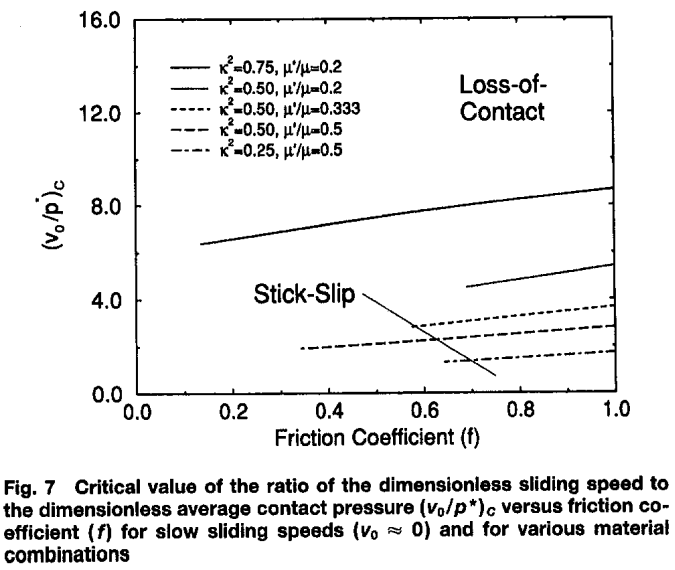 16.0
12.0
8.0
4.0
0.0
(v₀/p*)c
κ²=0.75, μ'/μ=0.2
κ²=0.50, μ'/μ=0.2
κ²=0.50, μ'/μ=0.333
κ²=0.50, μ'/μ=0.5
κ²=0.25, μ'/μ=0.5
Loss-of-
Contact
Stick-Slip
0.0 0.2 0.4 0.6 0.8 1.0
Friction Coefficient (f)
Fig. 7 Critical value of the ratio of the dimensionless sliding speed to
the dimensionless average contact pressure (v₀/p*)c versus friction co-
efficient (f) for slow sliding speeds (v₀ ≈ 0) and for various material
combinations